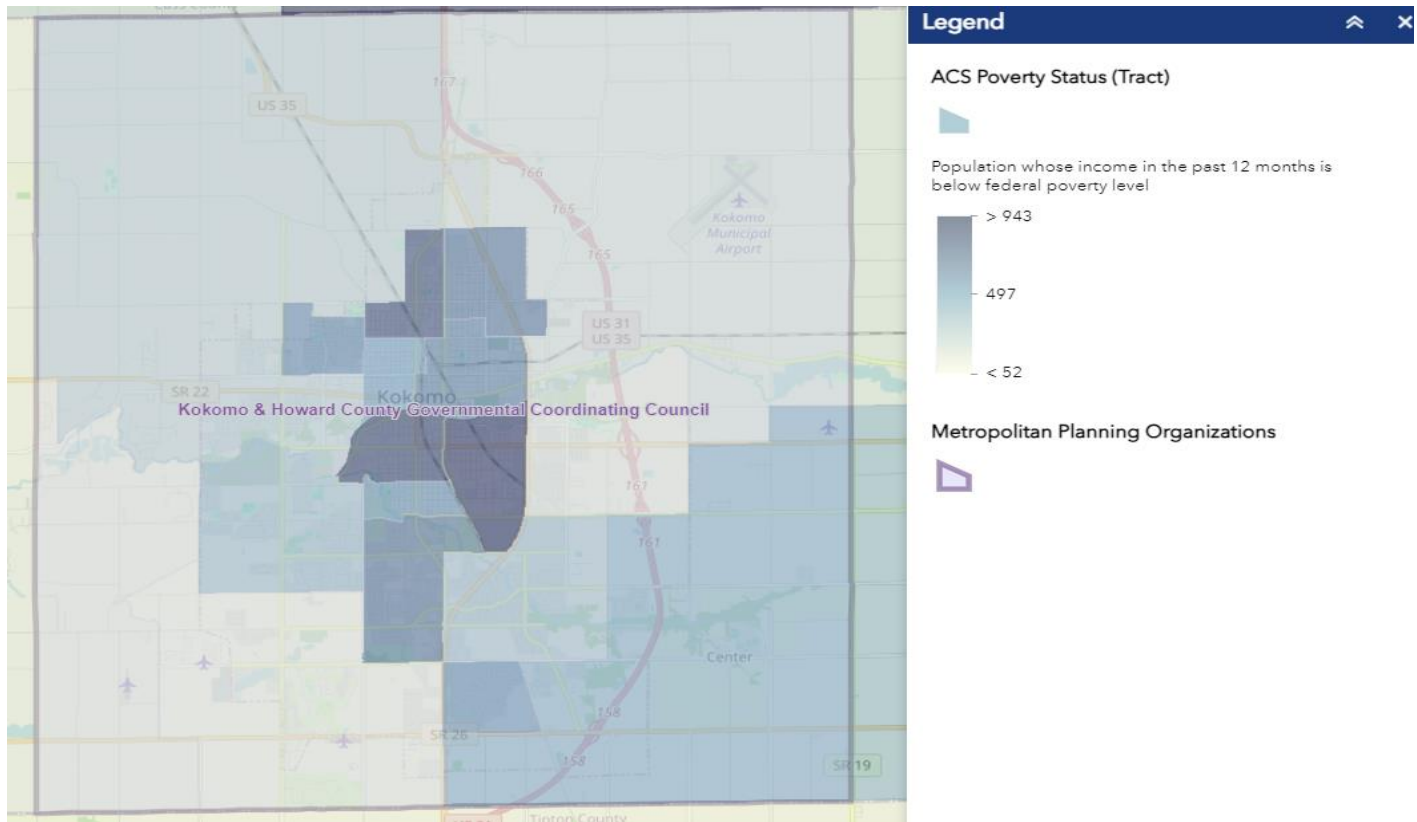 Cass County
167
US 35
166
165
Kokomo
Municipal
Airport
165
US 31
US 35
SR 22
Kokomo
Kokomo & Howard County Governmental Coordinating Council
161
161
Center
158
SR 26
158
SR 19
Tipton County
Legend
ACS Poverty Status (Tract)
Population whose income in the past 12 months is
below federal poverty level
> 943
497
< 52
Metropolitan Planning Organizations